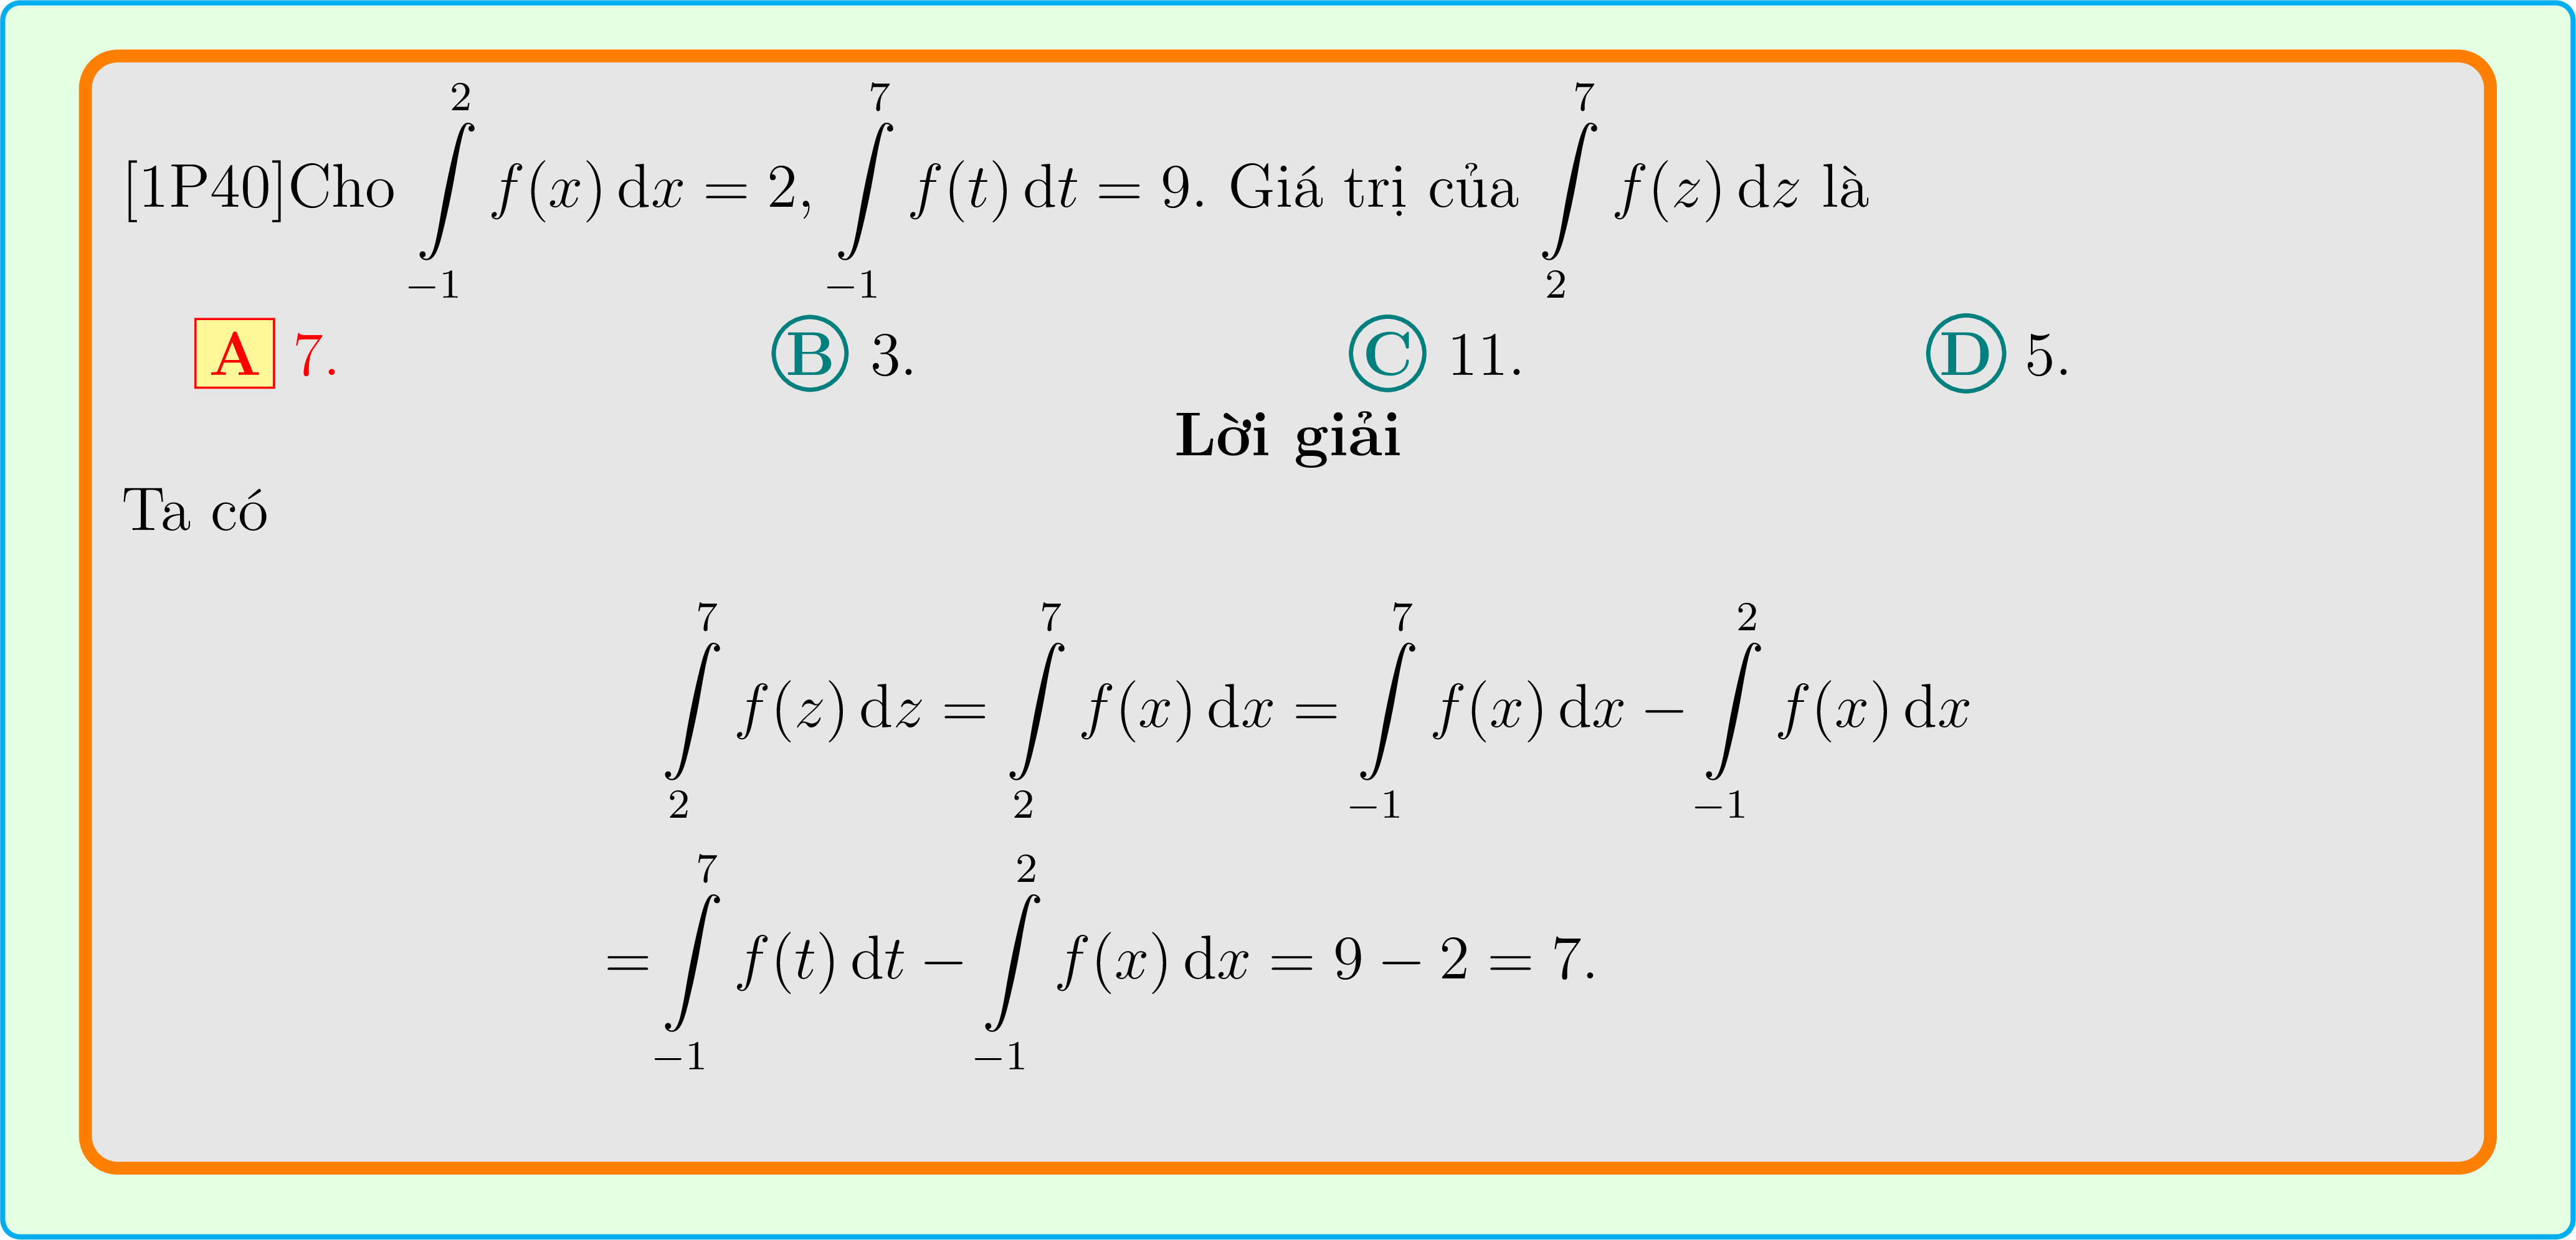 [1P40]Cho $\int\limits_{-1}^{2} f(x)\,\mathrm{d}x = 2$, $\int\limits_{-1}^{7} f(t)\,\mathrm{d}t = 9$. Giá trị của $\int\limits_{2}^{7} f(z)\,\mathrm{d}z$ là
A 7. B 3. C 11. D 5.
Lời giải
Ta có
$\int\limits_{2}^{7} f(z)\,\mathrm{d}z = \int\limits_{2}^{7} f(x)\,\mathrm{d}x = \int\limits_{-1}^{7} f(x)\,\mathrm{d}x - \int\limits_{-1}^{2} f(x)\,\mathrm{d}x$
$= \int\limits_{-1}^{7} f(t)\,\mathrm{d}t - \int\limits_{-1}^{2} f(x)\,\mathrm{d}x = 9 - 2 = 7.$